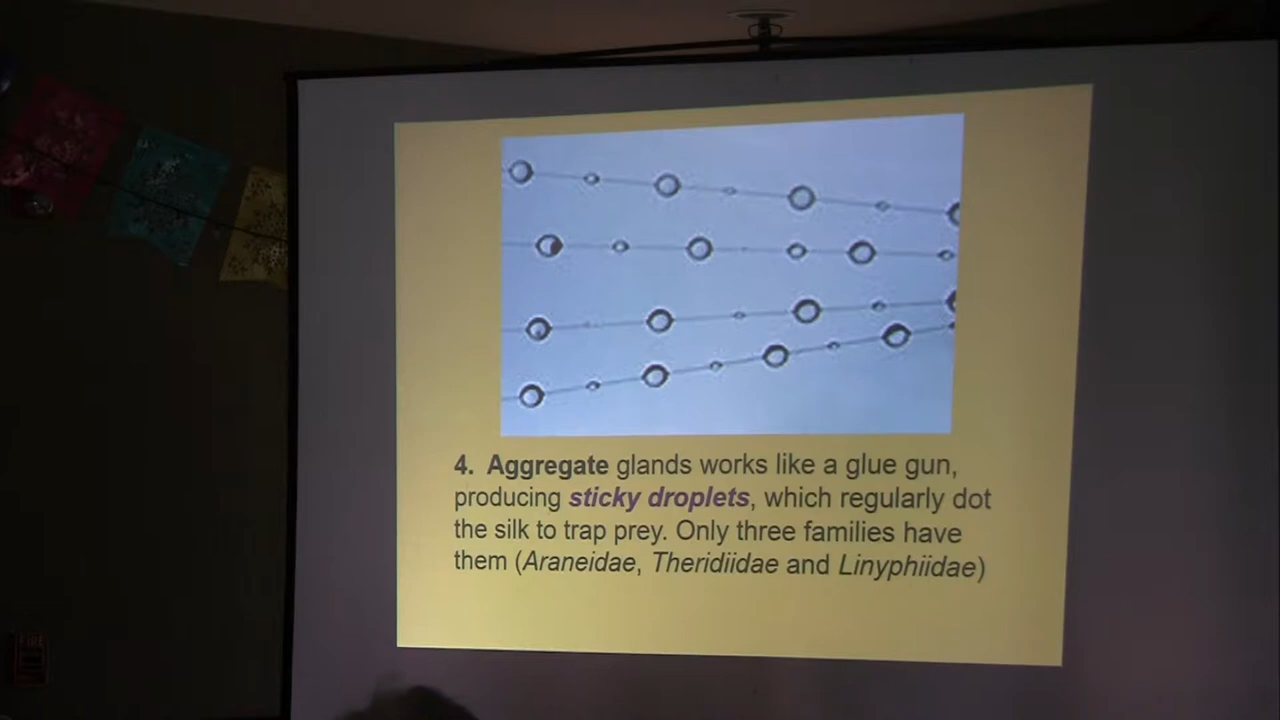 4. Aggregate glands works like a glue gun,
producing sticky droplets, which regularly dot
the silk to trap prey. Only three families have
them (Araneidae, Theridiidae and Linyphiidae)
FIRE